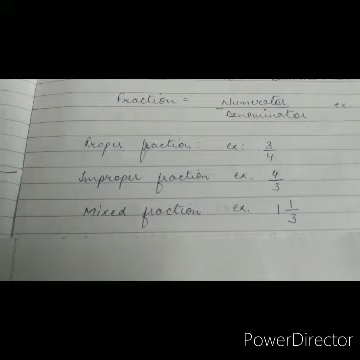 Fraction = Numerator / Denominator ex
Proper fraction: ex: 3/4
Improper fraction ex. 4/3
Mixed fraction ex. 1 1/3
PowerDirector